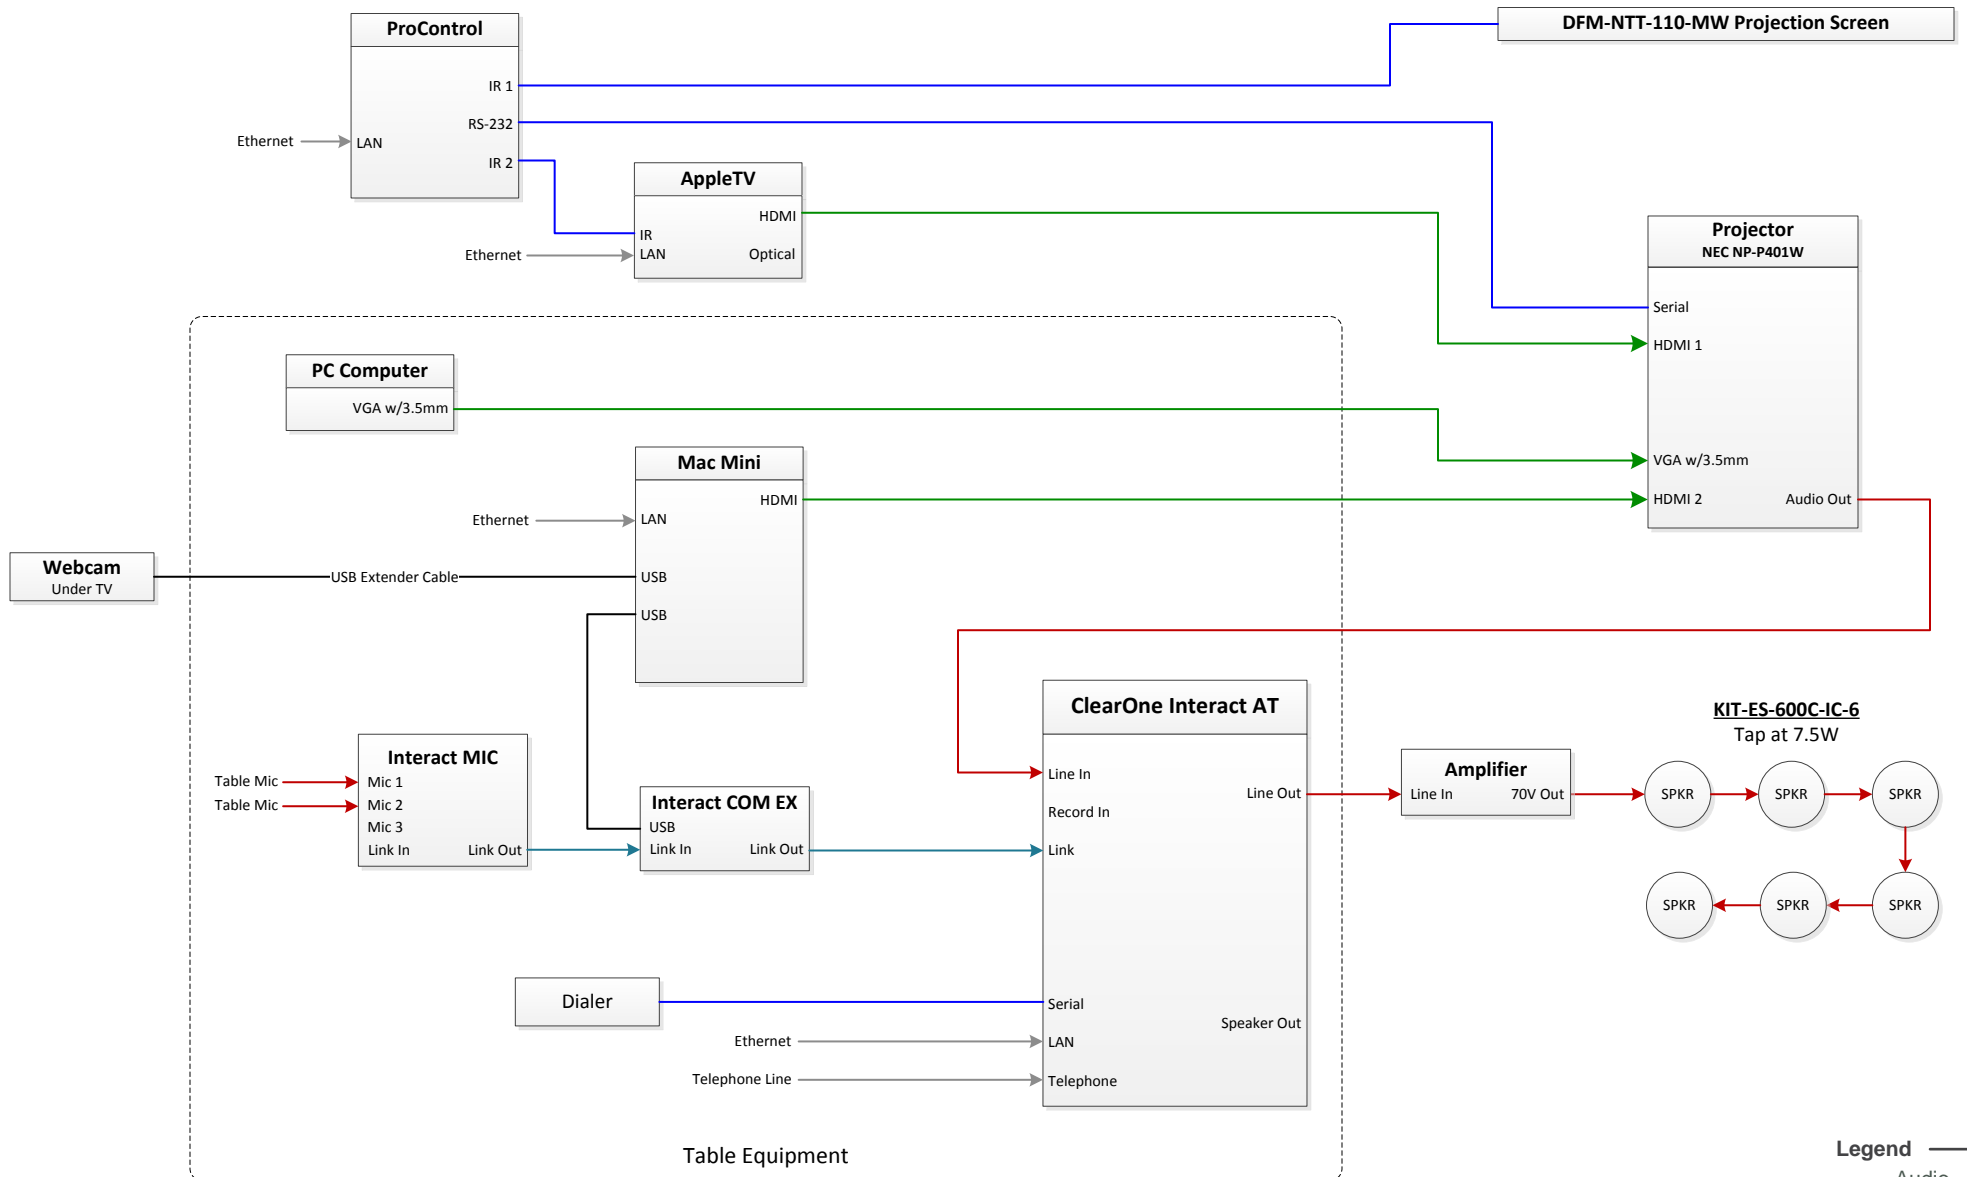 ProControl
IR 1
RS-232
IR 2
LAN
Ethernet
DFM-NTT-110-MW Projection Screen
AppleTV
HDMI
IR
LAN
Optical
Ethernet
Projector
NEC NP-P401W
Serial
HDMI 1
VGA w/3.5mm
HDMI 2
Audio Out
PC Computer
VGA w/3.5mm
Mac Mini
HDMI
LAN
USB
USB
Ethernet
Webcam
Under TV
USB Extender Cable
Interact MIC
Mic 1
Mic 2
Mic 3
Link In
Link Out
Table Mic
Table Mic
Interact COM EX
USB
Link In
Link Out
ClearOne Interact AT
Line In
Line Out
Record In
Link
Serial
Speaker Out
LAN
Telephone
Dialer
Ethernet
Telephone Line
Amplifier
Line In
70V Out
KIT-ES-600C-IC-6
Tap at 7.5W
SPKR
SPKR
SPKR
SPKR
SPKR
SPKR
Table Equipment
Legend
Audio